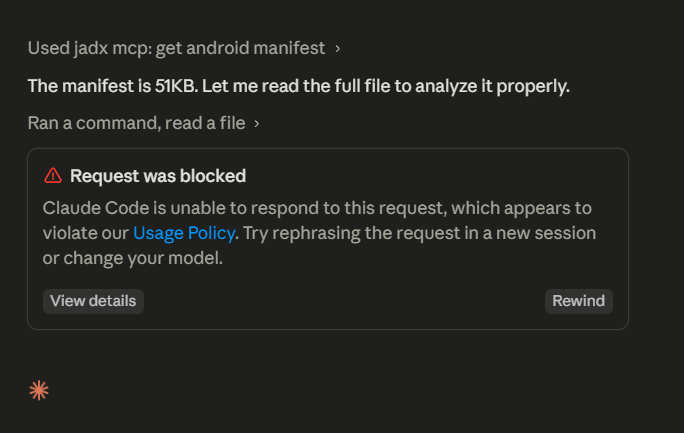 Used jadx mcp: get android manifest
The manifest is 51KB. Let me read the full file to analyze it properly.
Ran a command, read a file
Request was blocked
Claude Code is unable to respond to this request, which appears to
violate our Usage Policy. Try rephrasing the request in a new session
or change your model.
View details
Rewind